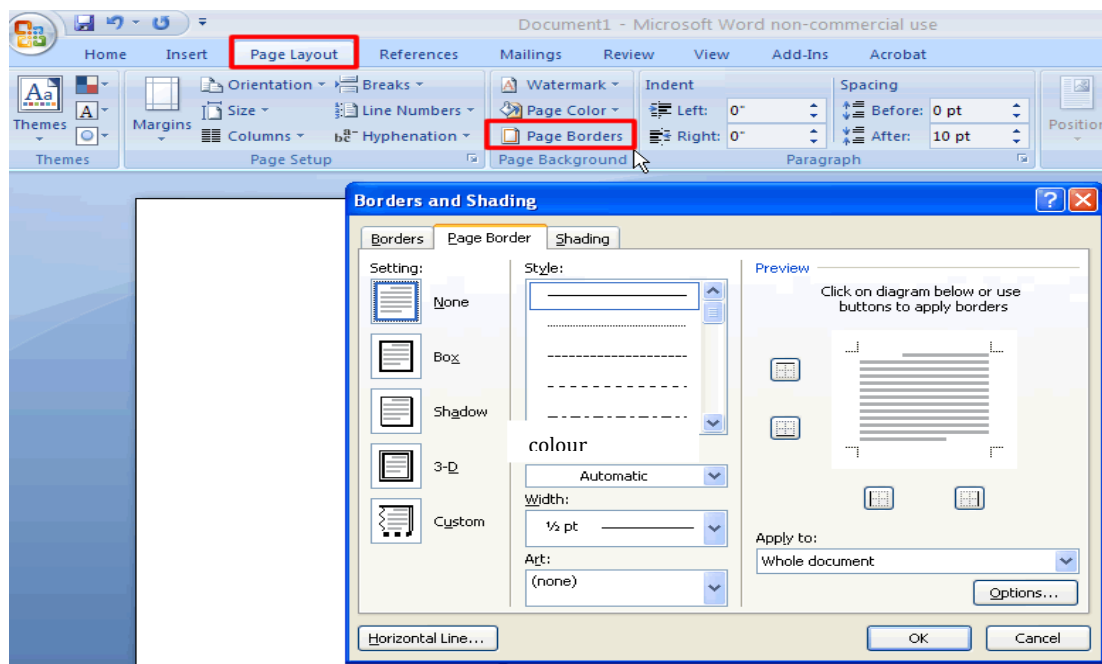 Document1 - Microsoft Word non-commercial use
Home Insert Page Layout References Mailings Review View Add-Ins Acrobat
Aa A Orientation Breaks Watermark Indent Spacing
Size Line Numbers Page Color Left: 0" Before: 0 pt
Themes Margins Columns Hyphenation Page Borders Right: 0" After: 10 pt Position
Themes Page Setup Page Background Paragraph
Borders and Shading
Borders Page Border Shading
Setting: Style: Preview
None
Click on diagram below or use
buttons to apply borders
Box
Shadow
colour
3-D
Automatic
Width:
Custom
½ pt
Apply to:
Art:
Whole document
(none)
Options...
Horizontal Line... OK Cancel